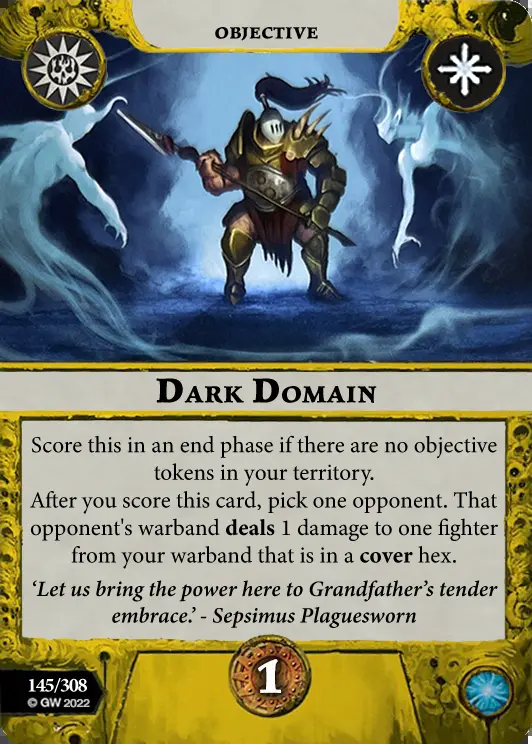 OBJECTIVE
DARK DOMAIN
Score this in an end phase if there are no objective
tokens in your territory.
After you score this card, pick one opponent. That
opponent's warband deals 1 damage to one fighter
from your warband that is in a cover hex.
‘Let us bring the power here to Grandfather’s tender
embrace.’ - Sepsimus Plaguesworn
1
145/308
© GW 2022